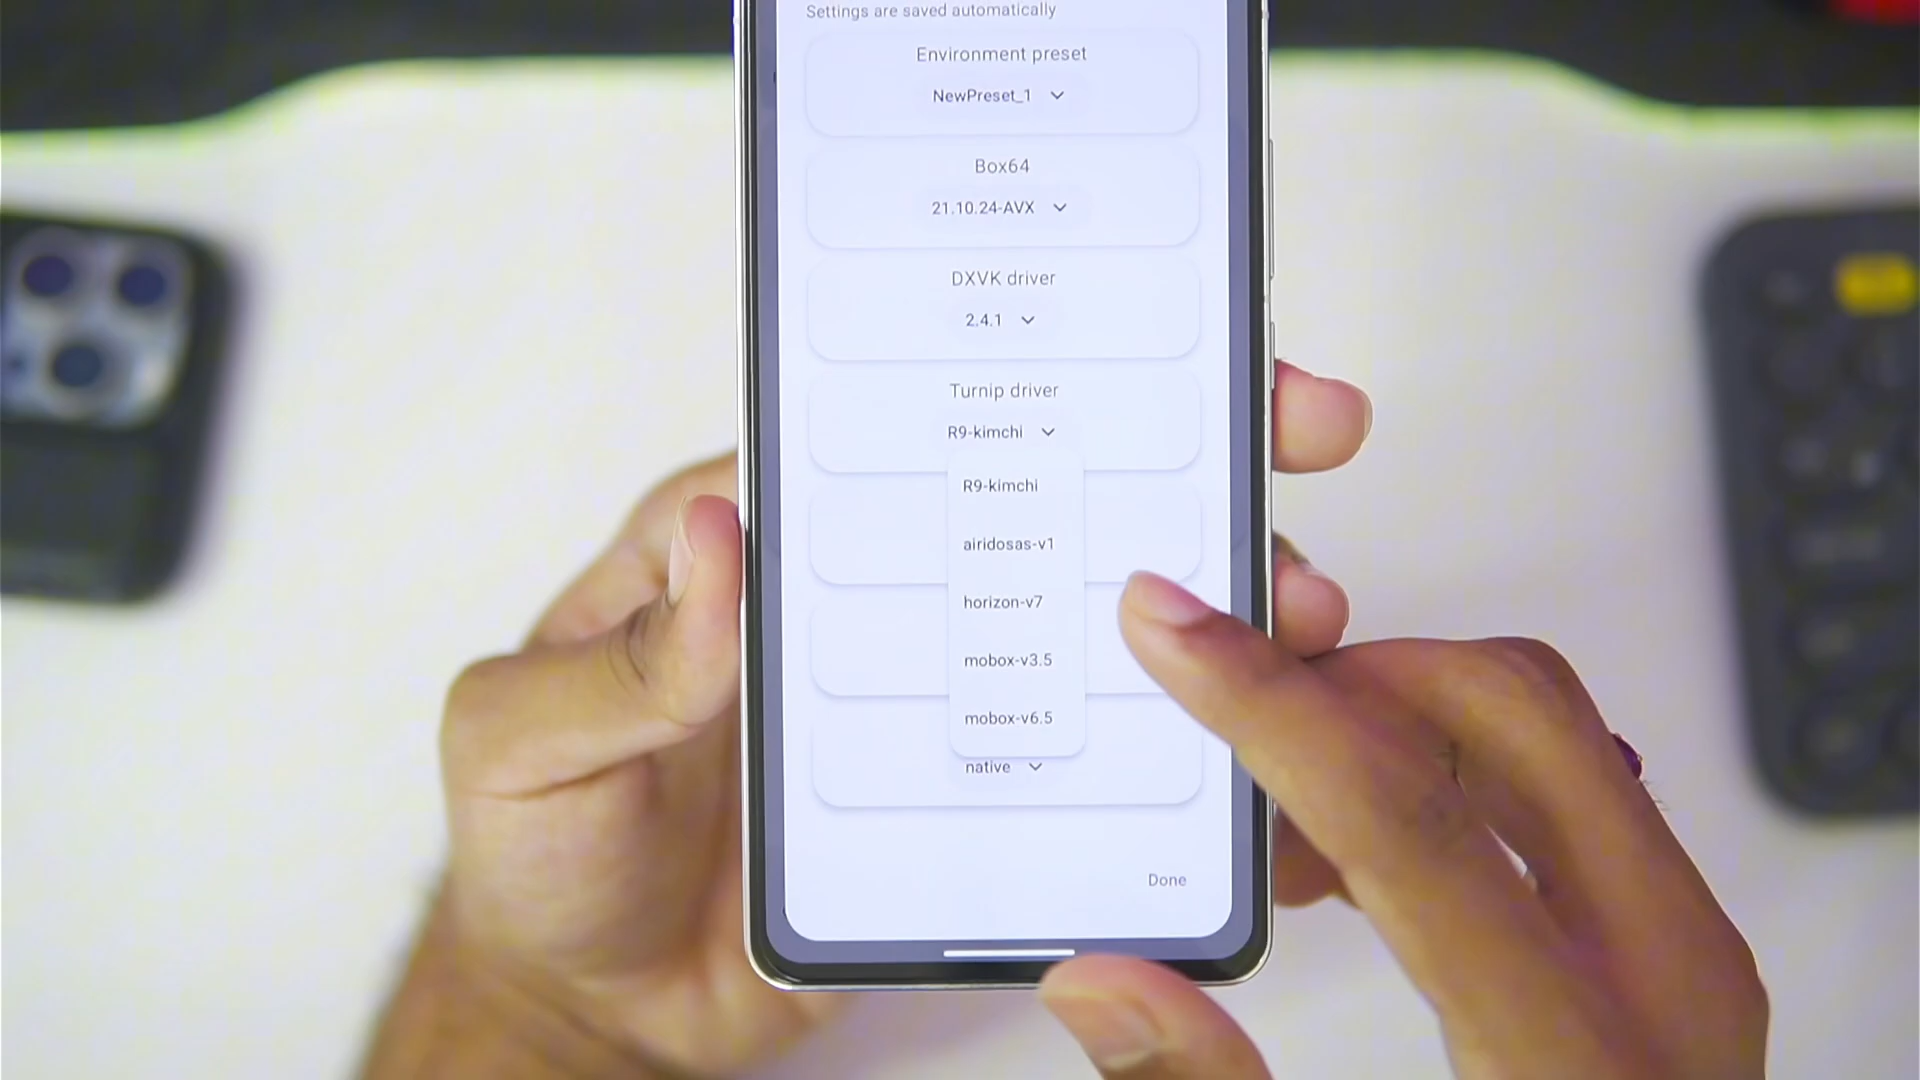 Settings are saved automatically
Environment preset
NewPreset_1
Box64
21.10.24-AVX
DXVK driver
2.4.1
Turnip driver
R9-kimchi
R9-kimchi
airidosas-v1
horizon-v7
mobox-v3.5
mobox-v6.5
native
Done